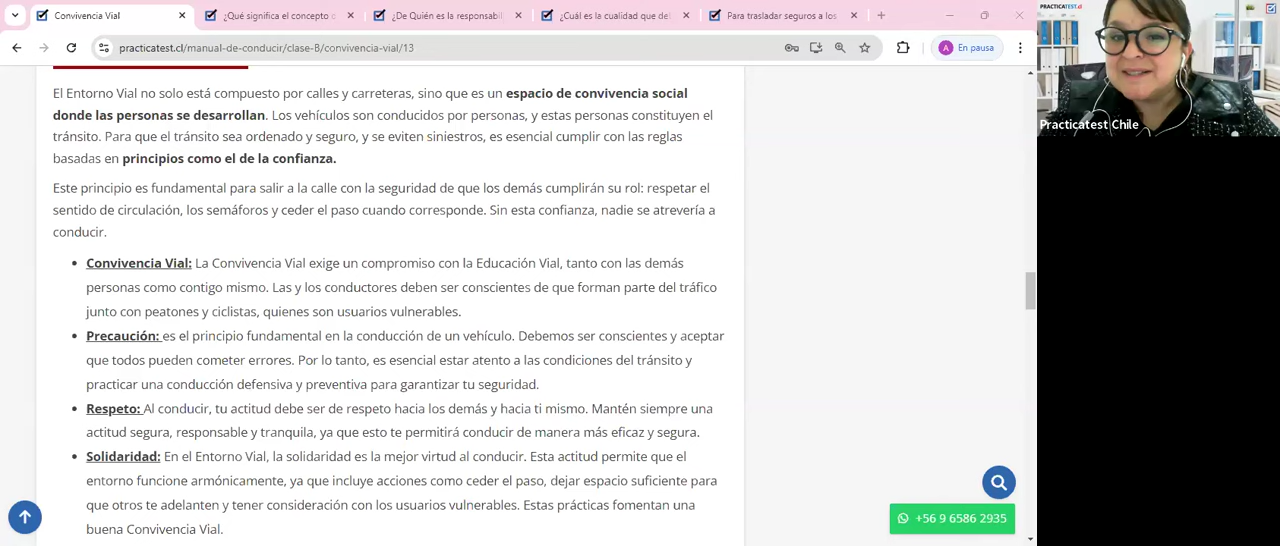 Convivencia Vial
¿Qué significa el concepto d
¿De Quién es la responsabil
¿Cuál es la cualidad que del
Para trasladar seguros a los
practicatest.cl/manual-de-conducir/clase-B/convivencia-vial/13
A
En pausa
El Entorno Vial no solo está compuesto por calles y carreteras, sino que es un espacio de convivencia social
donde las personas se desarrollan. Los vehículos son conducidos por personas, y estas personas constituyen el
tránsito. Para que el tránsito sea ordenado y seguro, y se eviten siniestros, es esencial cumplir con las reglas
basadas en principios como el de la confianza.
Este principio es fundamental para salir a la calle con la seguridad de que los demás cumplirán su rol: respetar el
sentido de circulación, los semáforos y ceder el paso cuando corresponde. Sin esta confianza, nadie se atrevería a
conducir.
Convivencia Vial: La Convivencia Vial exige un compromiso con la Educación Vial, tanto con las demás
personas como contigo mismo. Las y los conductores deben ser conscientes de que forman parte del tráfico
junto con peatones y ciclistas, quienes son usuarios vulnerables.
Precaución: es el principio fundamental en la conducción de un vehículo. Debemos ser conscientes y aceptar
que todos pueden cometer errores. Por lo tanto, es esencial estar atento a las condiciones del tránsito y
practicar una conducción defensiva y preventiva para garantizar tu seguridad.
Respeto: Al conducir, tu actitud debe ser de respeto hacia los demás y hacia ti mismo. Mantén siempre una
actitud segura, responsable y tranquila, ya que esto te permitirá conducir de manera más eficaz y segura.
Solidaridad: En el Entorno Vial, la solidaridad es la mejor virtud al conducir. Esta actitud permite que el
entorno funcione armónicamente, ya que incluye acciones como ceder el paso, dejar espacio suficiente para
que otros te adelanten y tener consideración con los usuarios vulnerables. Estas prácticas fomentan una
buena Convivencia Vial.
+56 9 6586 2935
PRACTICATEST.cl
Practicatest Chile